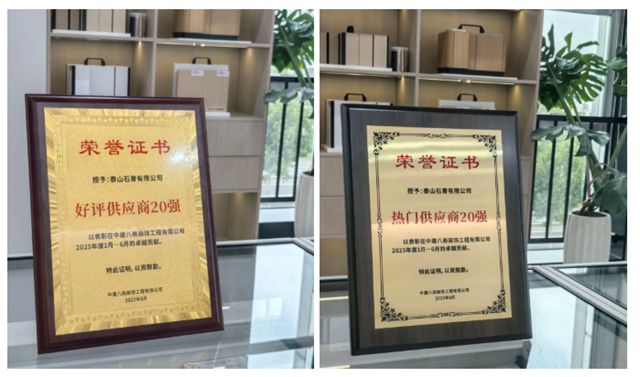 荣誉证书
授予：泰山石膏有限公司
好评供应商20强
以表彰在中建八局装饰工程有限公司
2025年度1月－6月的卓越贡献。
特此证明，以资鼓励。
中建八局装饰工程有限公司
2025年6月
荣誉证书
授予：泰山石膏有限公司
热门供应商20强
以表彰在中建八局装饰工程有限公司
2025年度1月－6月的卓越贡献。
特此证明，以资鼓励。
中建八局装饰工程有限公司
2025年6月